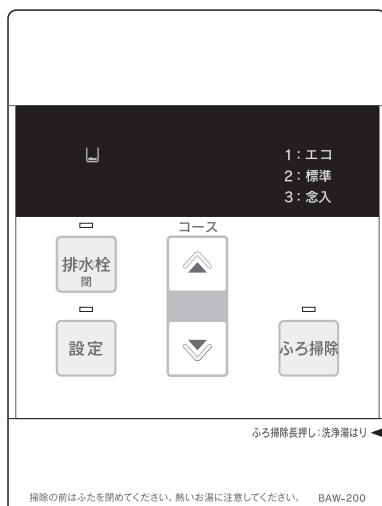 1：エコ
2：標準
3：念入
コース
排水栓
閉
設定
ふろ掃除
ふろ掃除長押し：洗浄湯はり
掃除の前はふたを閉めてください。熱いお湯に注意してください。 BAW-200